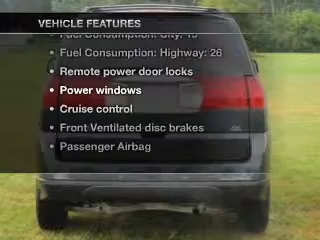 VEHICLE FEATURES
Fuel Consumption: City: 19
• Fuel Consumption: Highway: 26
• Remote power door locks
• Power windows
• Cruise control
• Front Ventilated disc brakes
• Passenger Airbag